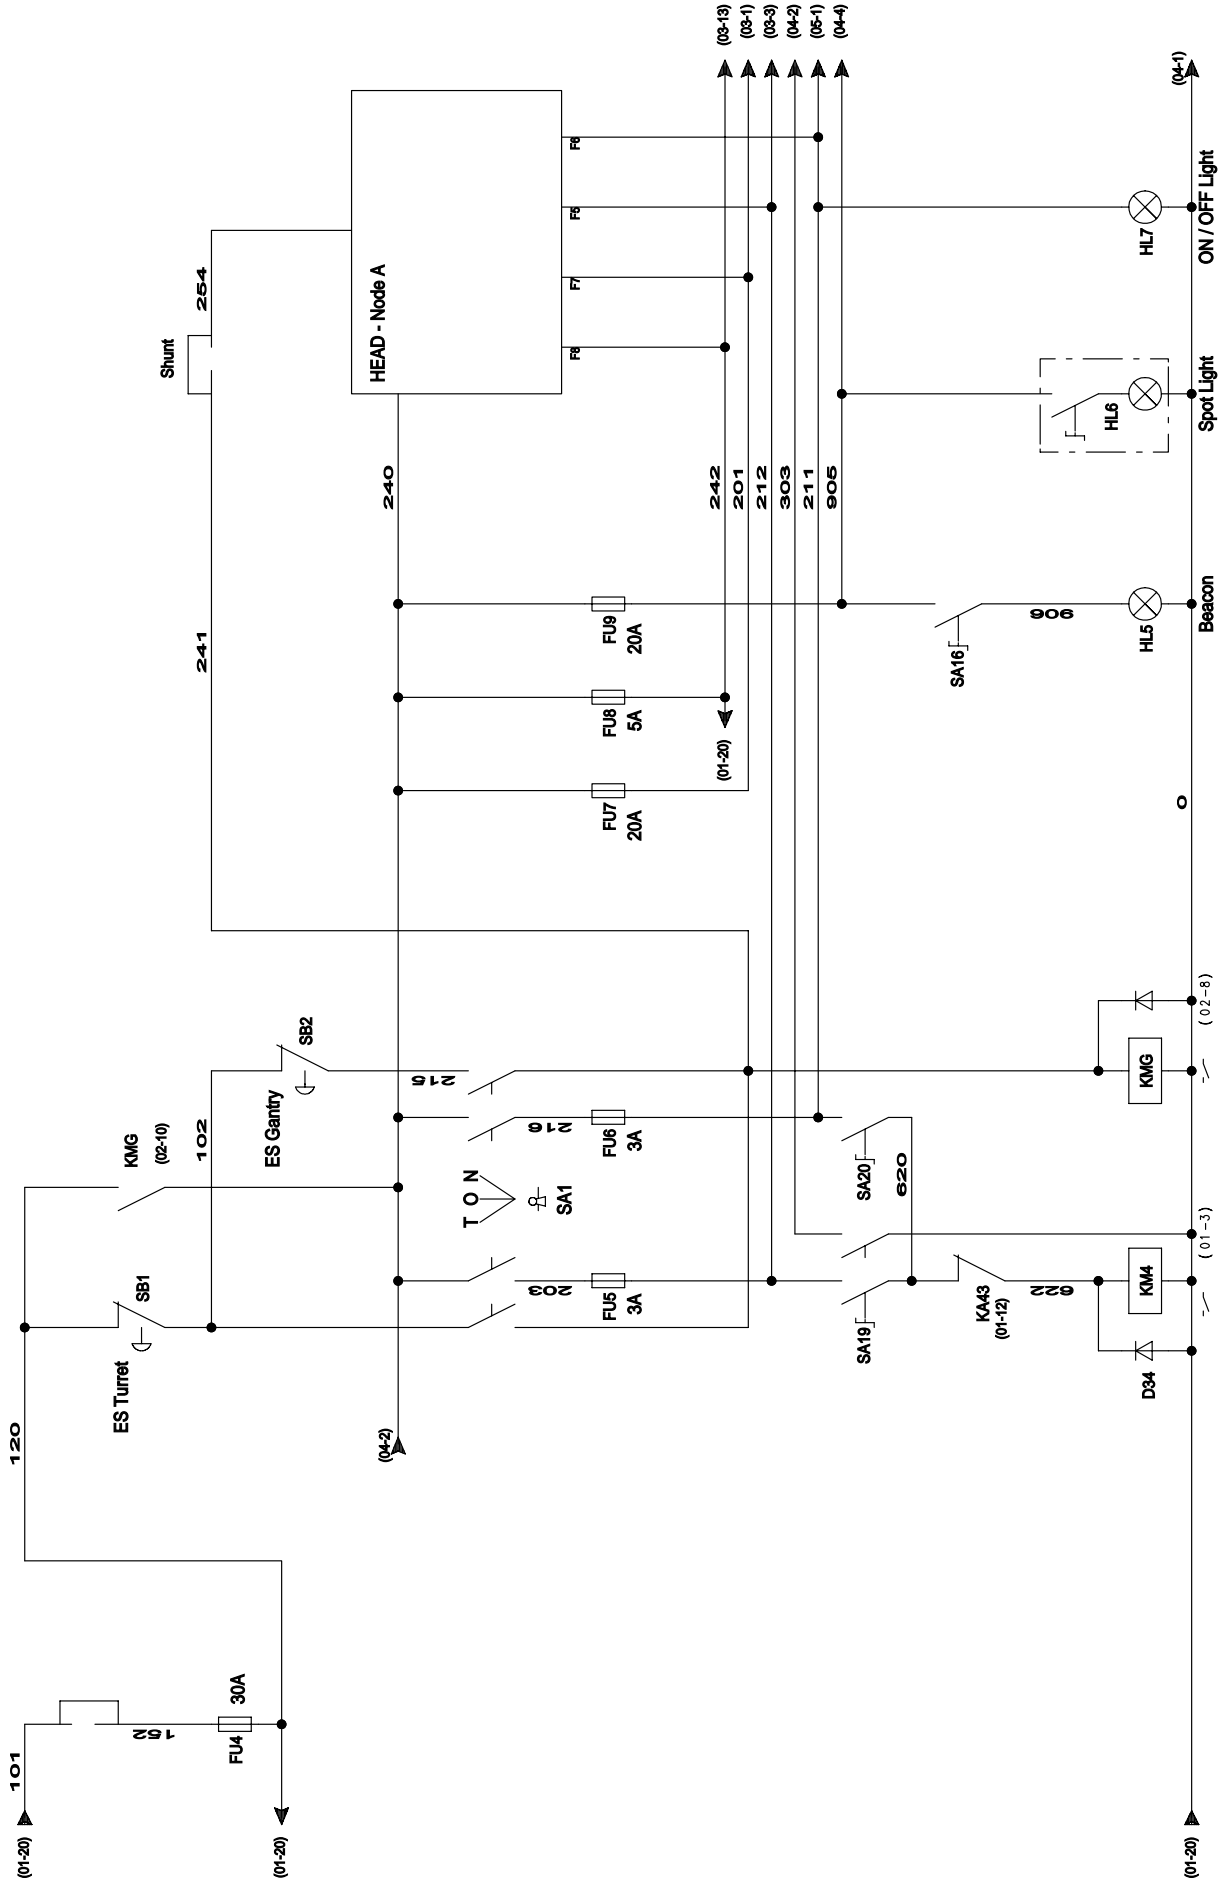 (01-20)
101
152
FU4
30A
(01-20)
120
ES Turret
SB1
KMG
(02-10)
102
ES Gantry
SB2
241
Shunt
254
HEAD - Node A
F8
F7
F5
F6
(04-2)
240
T O N
SA1
203
FU5
3A
216
FU6
3A
215
FU7
20A
FU8
5A
FU9
20A
(01-20)
242
201
212
303
211
905
(03-13)
(03-1)
(03-3)
(04-2)
(05-1)
(04-4)
SA19
SA20
620
KA43
(01-12)
622
D34
KM4
(01-3)
KMG
(02-8)
SA16
906
HL5
Beacon
HL6
Spot Light
HL7
ON / OFF Light
0
(01-20)
(04-1)